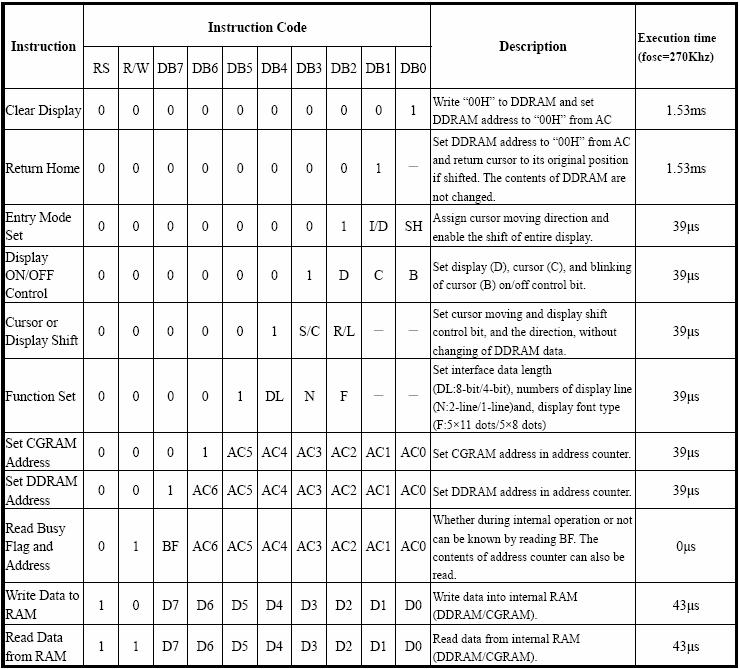 Instruction Instruction Code Description Execution time
(fosc=270Khz)
RS R/W DB7 DB6 DB5 DB4 DB3 DB2 DB1 DB0
Clear Display 0 0 0 0 0 0 0 0 0 1 Write “00H” to DDRAM and set
DDRAM address to “00H” from AC 1.53ms
Return Home 0 0 0 0 0 0 0 0 1 — Set DDRAM address to “00H” from AC
and return cursor to its original position
if shifted. The contents of DDRAM are
not changed. 1.53ms
Entry Mode
Set 0 0 0 0 0 0 0 1 I/D SH Assign cursor moving direction and
enable the shift of entire display. 39μs
Display
ON/OFF
Control 0 0 0 0 0 0 1 D C B Set display (D), cursor (C), and blinking
of cursor (B) on/off control bit. 39μs
Cursor or
Display Shift 0 0 0 0 0 1 S/C R/L — — Set cursor moving and display shift
control bit, and the direction, without
changing of DDRAM data. 39μs
Function Set 0 0 0 0 1 DL N F — — Set interface data length
(DL:8-bit/4-bit), numbers of display line
(N:2-line/1-line)and, display font type
(F:5×11 dots/5×8 dots) 39μs
Set CGRAM
Address 0 0 0 1 AC5 AC4 AC3 AC2 AC1 AC0 Set CGRAM address in address counter. 39μs
Set DDRAM
Address 0 0 1 AC6 AC5 AC4 AC3 AC2 AC1 AC0 Set DDRAM address in address counter. 39μs
Read Busy
Flag and
Address 0 1 BF AC6 AC5 AC4 AC3 AC2 AC1 AC0 Whether during internal operation or not
can be known by reading BF. The
contents of address counter can also be
read. 0μs
Write Data to
RAM 1 0 D7 D6 D5 D4 D3 D2 D1 D0 Write data into internal RAM
(DDRAM/CGRAM). 43μs
Read Data
from RAM 1 1 D7 D6 D5 D4 D3 D2 D1 D0 Read data from internal RAM
(DDRAM/CGRAM). 43μs